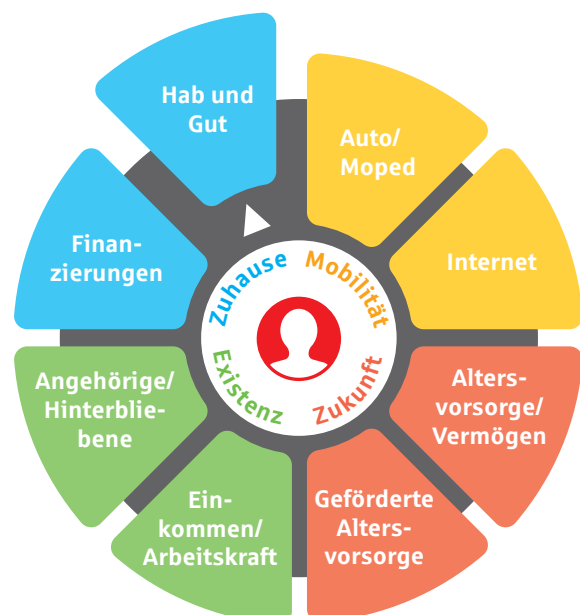 Hab und
Gut
Auto/
Moped
Internet
Alters-
vorsorge/
Vermögen
Geförderte
Alters-
vorsorge
Ein-
kommen/
Arbeitskraft
Angehörige/
Hinterblie-
bene
Finan-
zierungen
Zuhause
Mobilität
Zukunft
Existenz